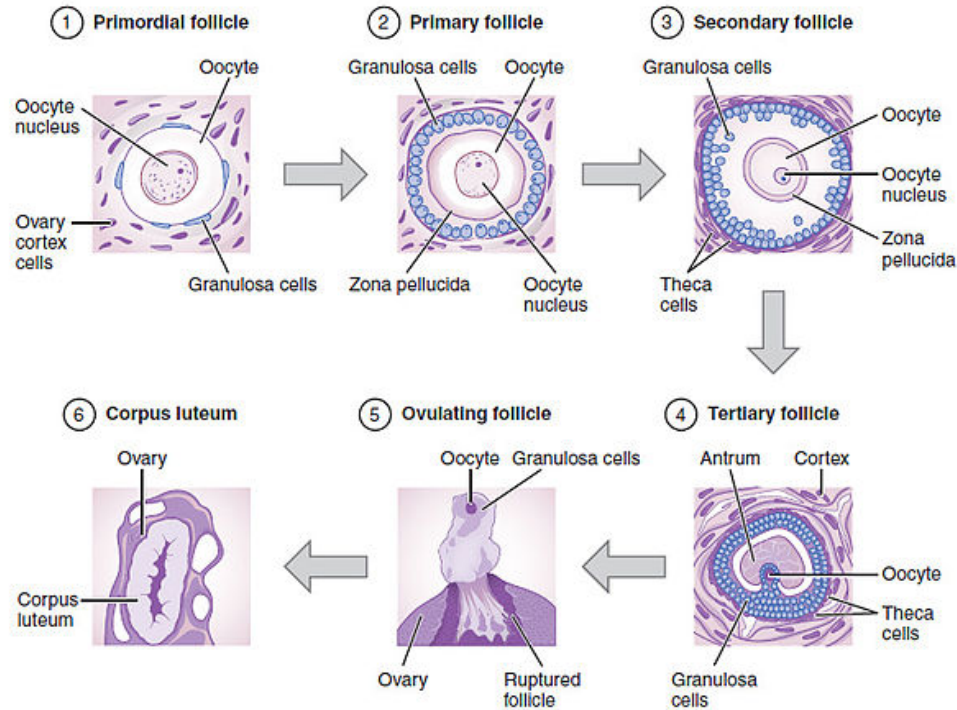 1 Primordial follicle
Oocyte
Oocyte
nucleus
Ovary
cortex
cells
Granulosa cells
2 Primary follicle
Granulosa cells
Oocyte
Zona pellucida
Oocyte
nucleus
3 Secondary follicle
Granulosa cells
Oocyte
Oocyte
nucleus
Zona
pellucida
Theca
cells
4 Tertiary follicle
Antrum
Cortex
Oocyte
Theca
cells
Granulosa
cells
5 Ovulating follicle
Oocyte
Granulosa cells
Ovary
Ruptured
follicle
6 Corpus luteum
Ovary
Corpus
luteum